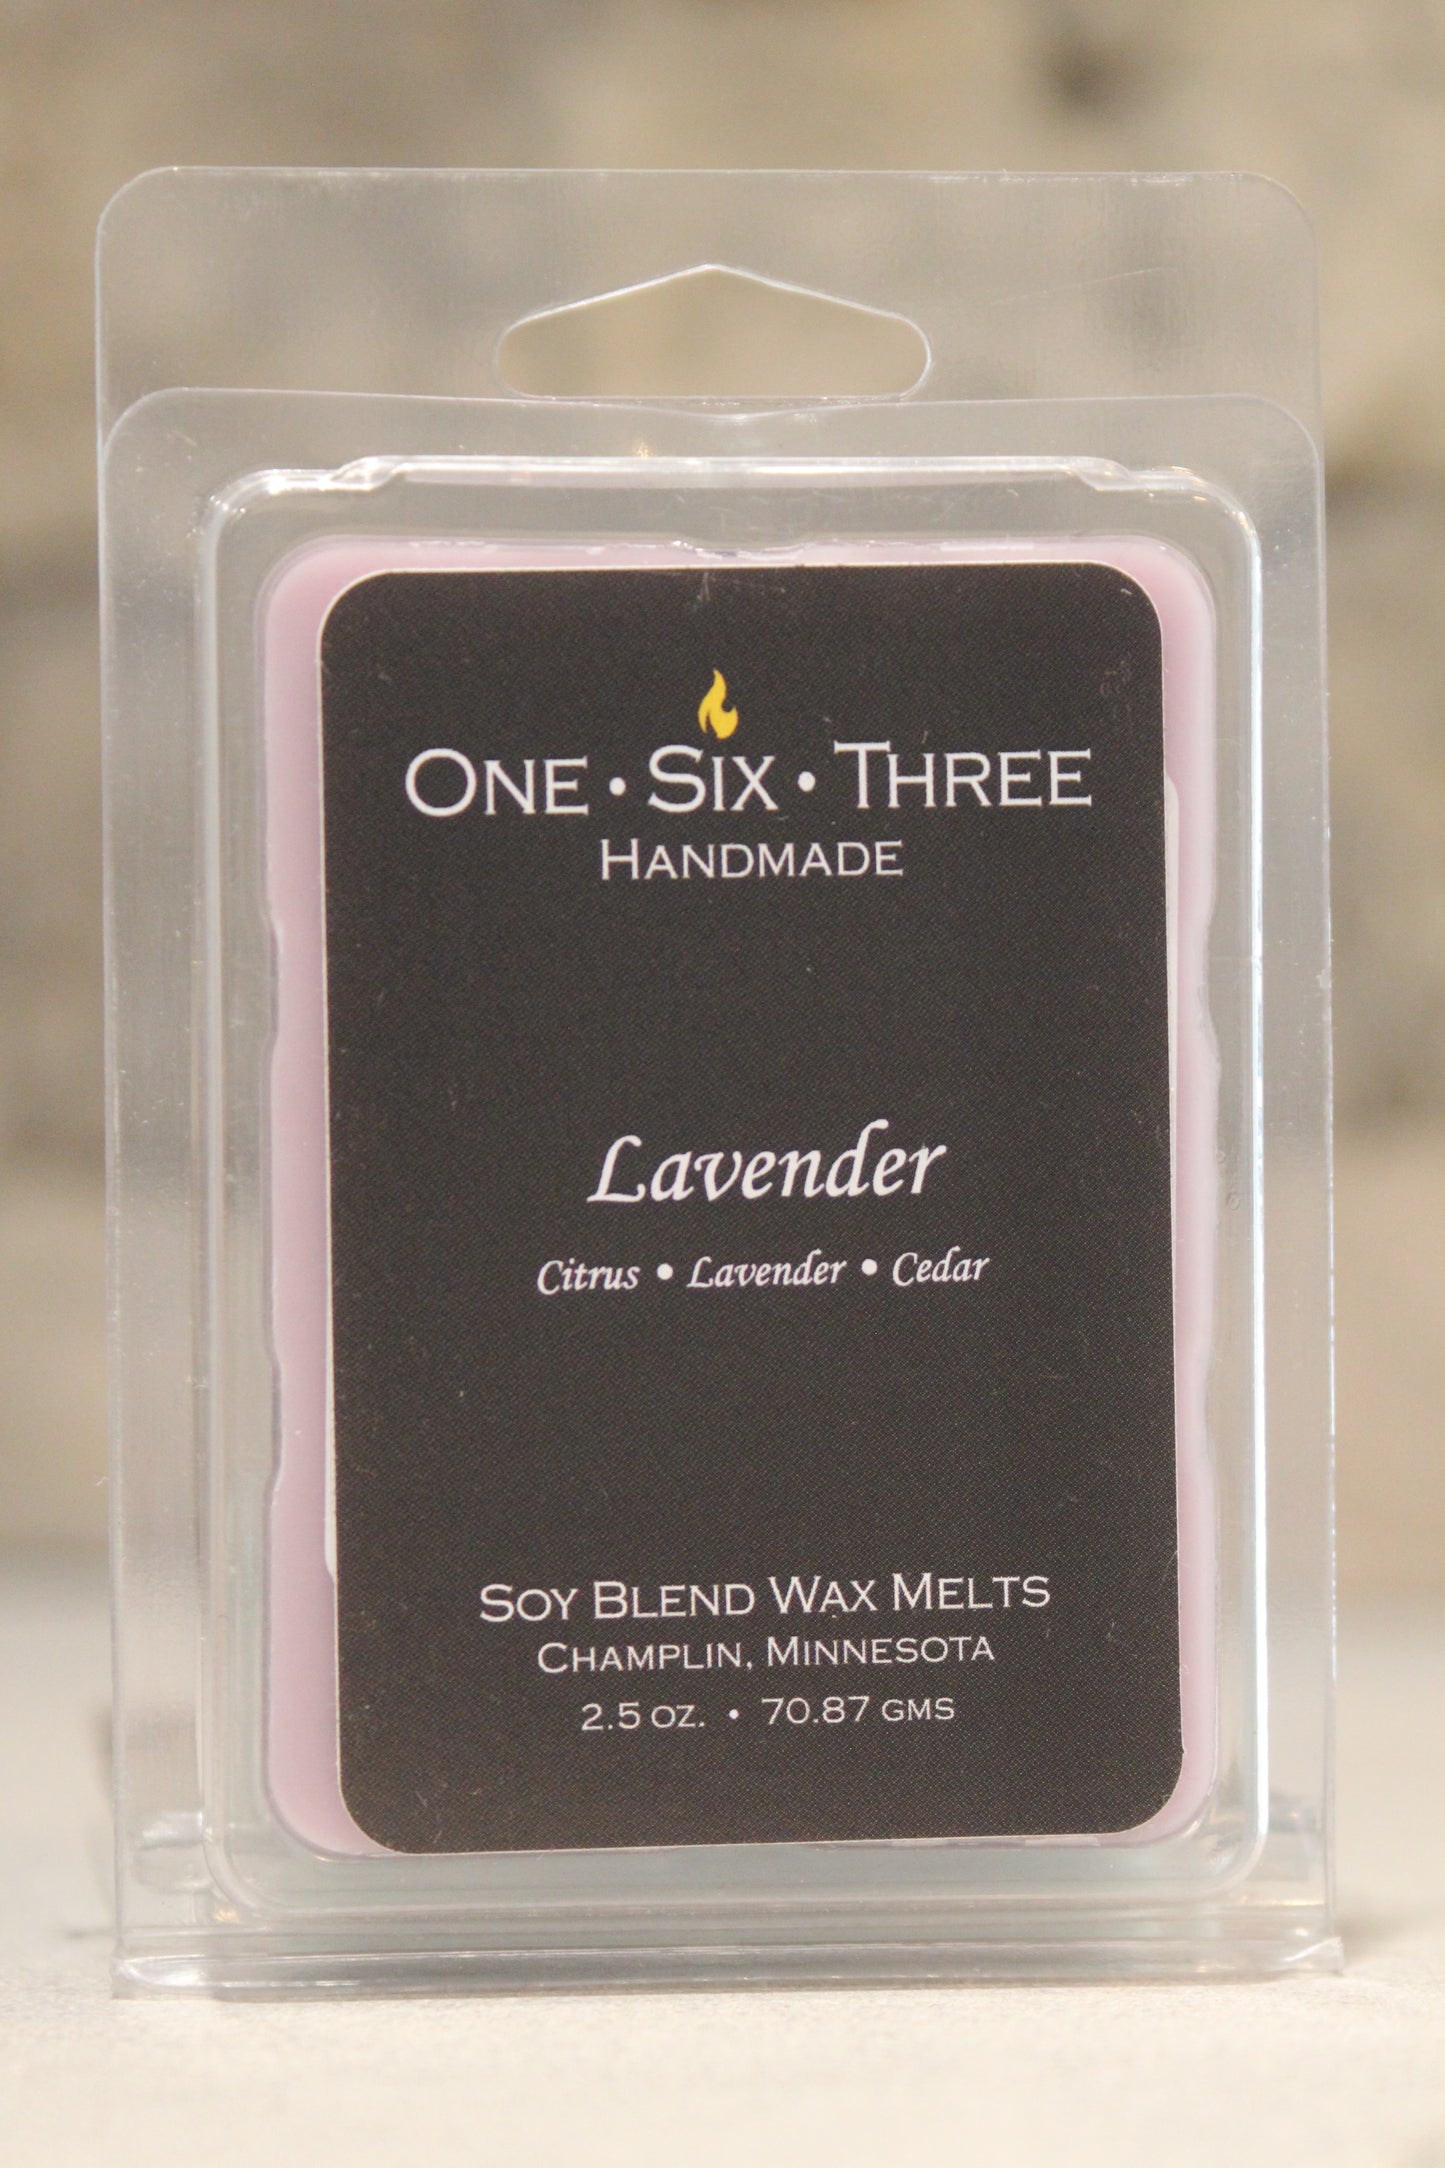 One • Six • Three
Handmade
Lavender
Citrus • Lavender • Cedar
Soy Blend Wax Melts
Champlin, Minnesota
2.5 oz. • 70.87 gms